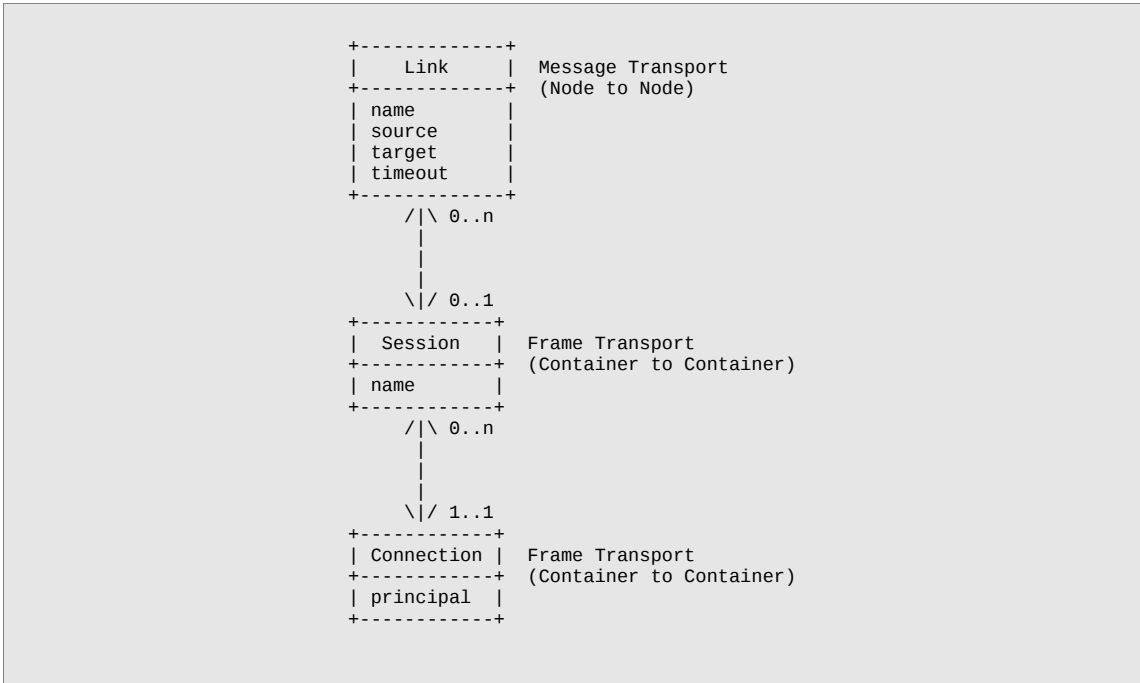 +-------------+
|    Link     |  Message Transport
+-------------+  (Node to Node)
| name        |
| source      |
| target      |
| timeout     |
+-------------+
     /|\ 0..n
      |
      |
      |
     \|/ 0..1
+------------+
|  Session   |  Frame Transport
+------------+  (Container to Container)
| name       |
+------------+
     /|\ 0..n
      |
      |
      |
     \|/ 1..1
+------------+
| Connection |  Frame Transport
+------------+  (Container to Container)
| principal  |
+------------+